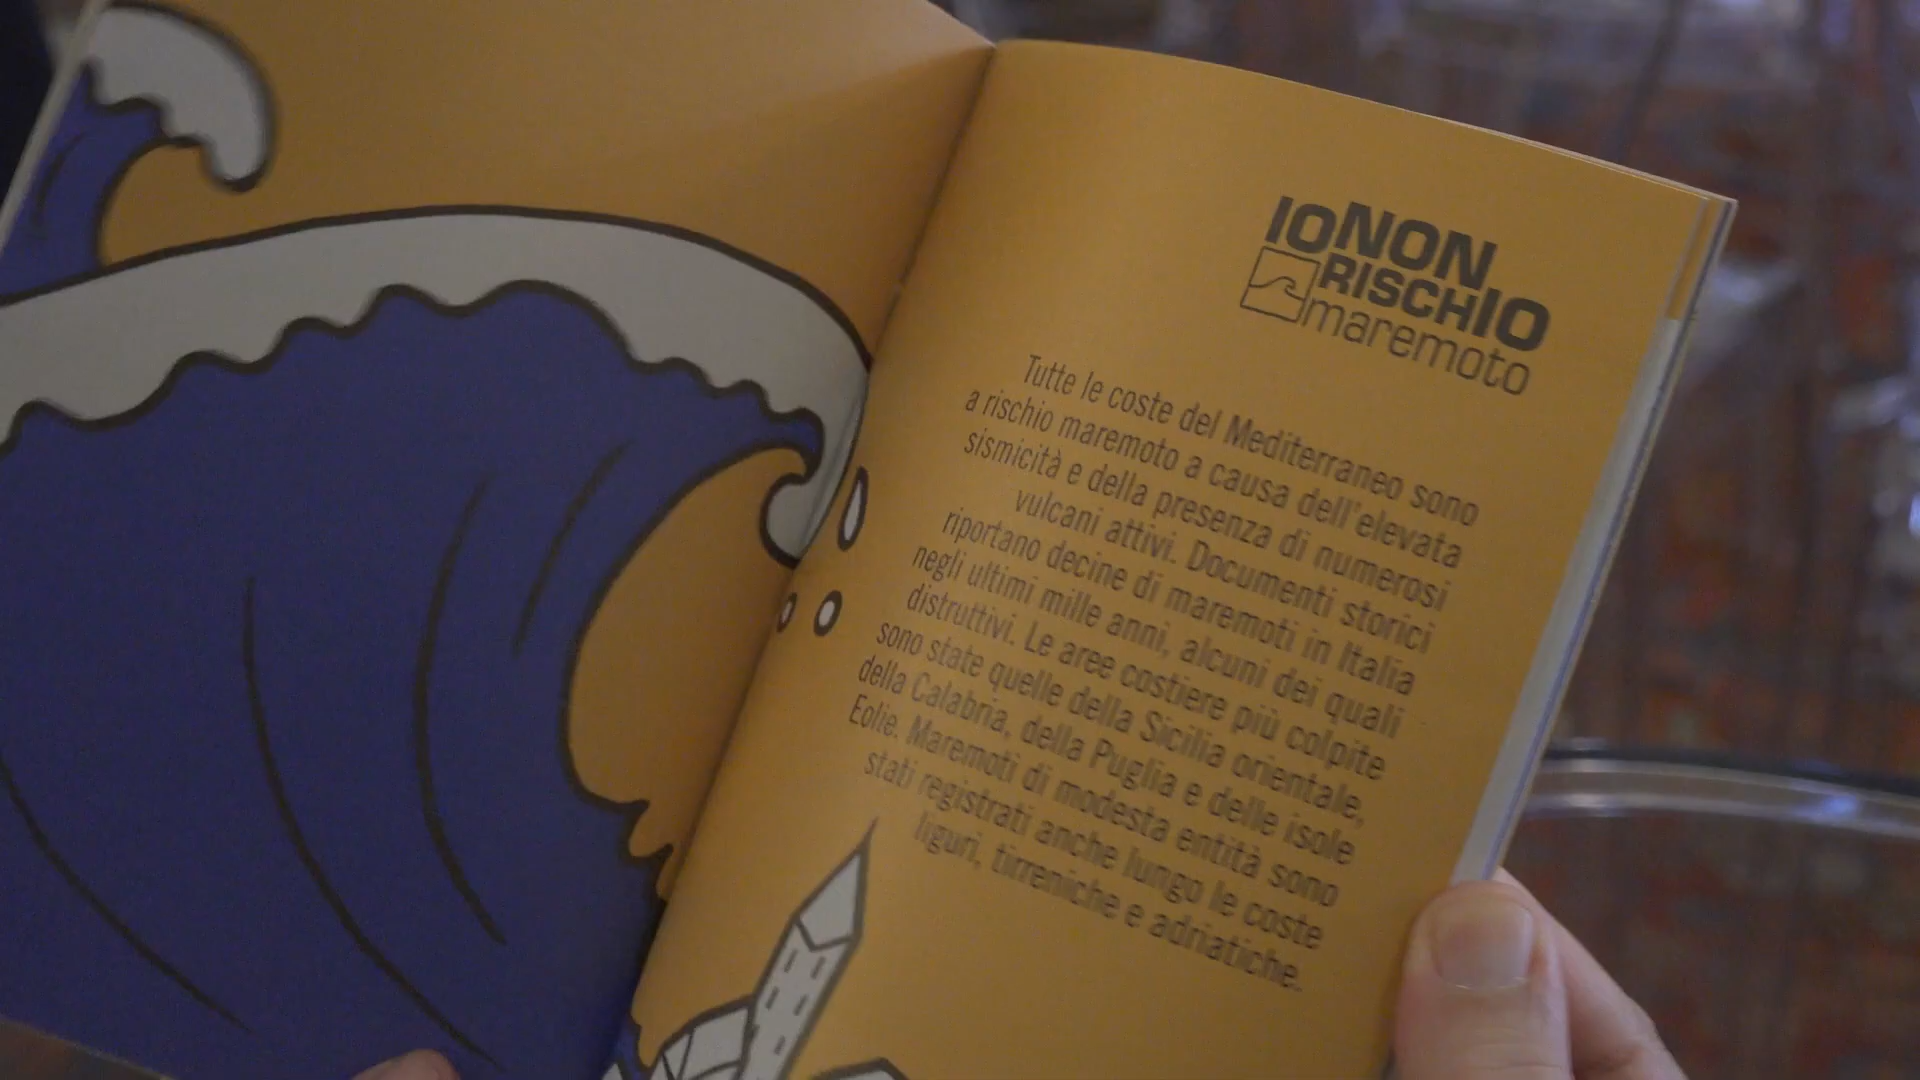 IO NON
RISCHIO
maremoto
Tutte le coste del Mediterraneo sono
a rischio maremoto a causa dell'elevata
sismicità e della presenza di numerosi
vulcani attivi. Documenti storici
riportano decine di maremoti in Italia
negli ultimi mille anni, alcuni dei quali
distruttivi. Le aree costiere più colpite
sono state quelle della Sicilia orientale,
della Calabria, della Puglia e delle isole
Eolie. Maremoti di modesta entità sono
stati registrati anche lungo le coste
liguri, tirreniche e adriatiche.